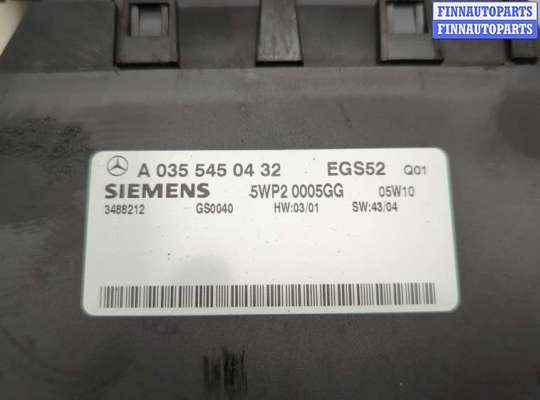 FINNAUTOPARTS
FINNAUTOPARTS
A 035 545 04 32 EGS52 Q01
SIEMENS 5WP2 0005GG 05W10
3488212 GS0040 HW:03/01 SW:43/04